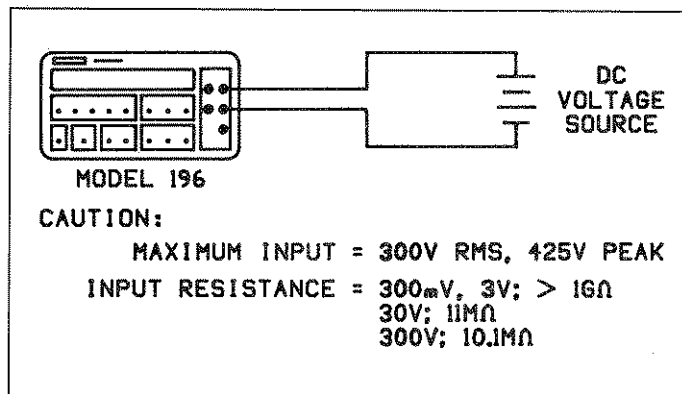 DC
VOLTAGE
SOURCE
MODEL 196
CAUTION:
MAXIMUM INPUT = 300V RMS, 425V PEAK
INPUT RESISTANCE = 300mV, 3V; > 1GΩ
30V; 11MΩ
300V; 10.1MΩ